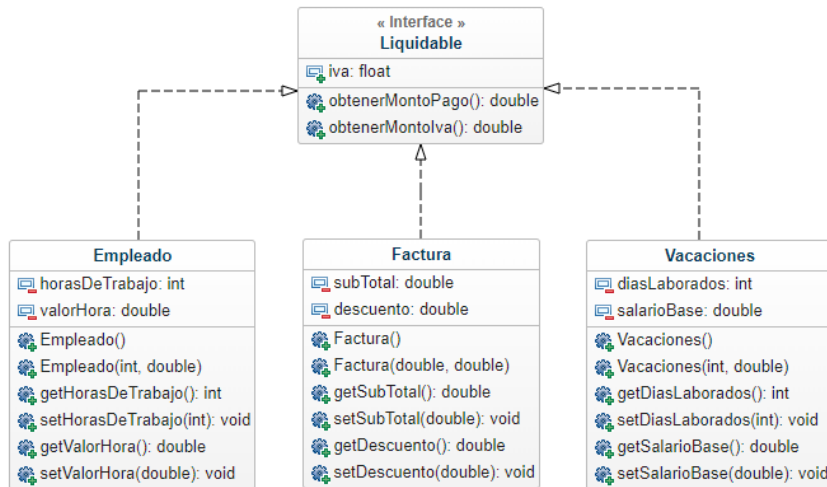 « Interface »
Liquidable
iva: float
obtenerMontoPago(): double
obtenerMontoIva(): double
Empleado
horasDeTrabajo: int
valorHora: double
Empleado()
Empleado(int, double)
getHorasDeTrabajo(): int
setHorasDeTrabajo(int): void
getValorHora(): double
setValorHora(double): void
Factura
subTotal: double
descuento: double
Factura()
Factura(double, double)
getSubTotal(): double
setSubTotal(double): void
getDescuento(): double
setDescuento(double): void
Vacaciones
diasLaborados: int
salarioBase: double
Vacaciones()
Vacaciones(int, double)
getDiasLaborados(): int
setDiasLaborados(int): void
getSalarioBase(): double
setSalarioBase(double): void